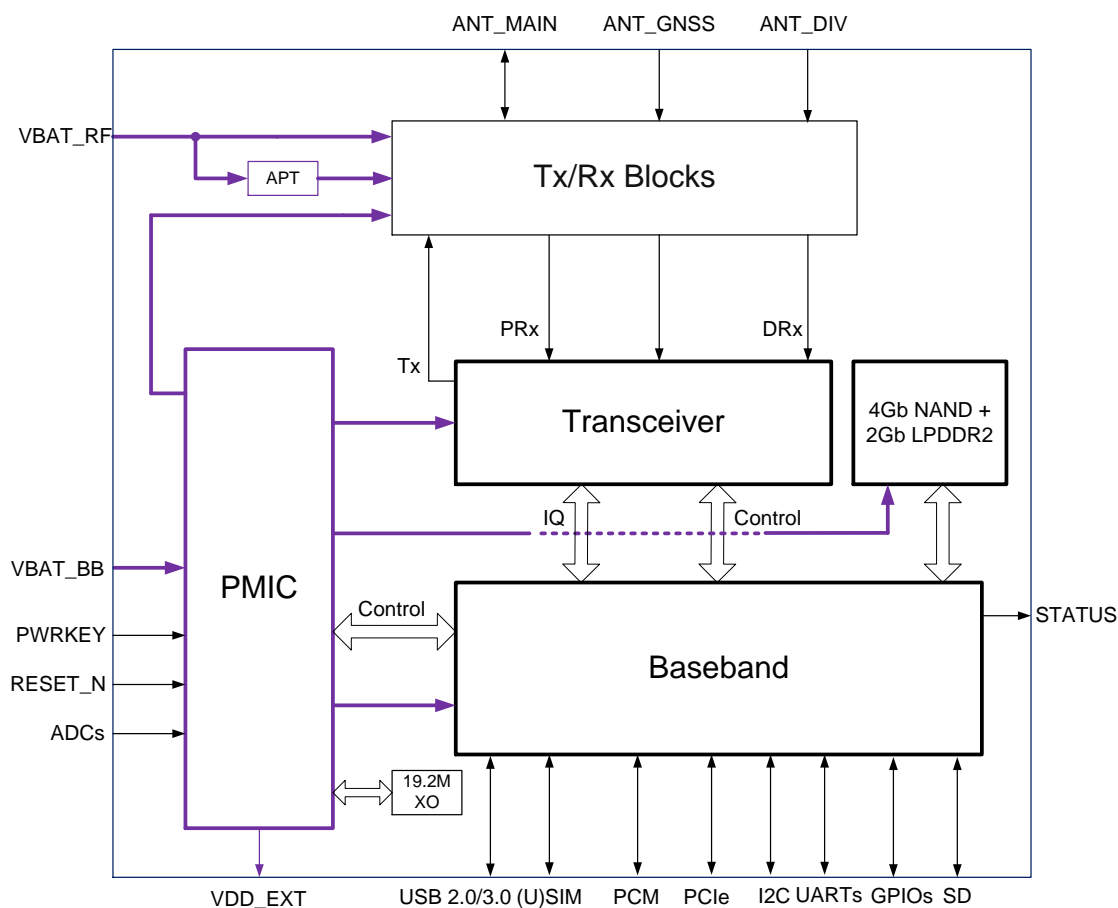 ANT_MAIN ANT_GNSS ANT_DIV
VBAT_RF
APT
Tx/Rx Blocks
PRx
DRx
Tx
Transceiver
4Gb NAND +
2Gb LPDDR2
IQ
Control
VBAT_BB
PMIC
Control
PWRKEY
STATUS
RESET_N
Baseband
ADCs
19.2M
XO
VDD_EXT
USB 2.0/3.0 (U)SIM PCM PCIe I2C UARTs GPIOs SD